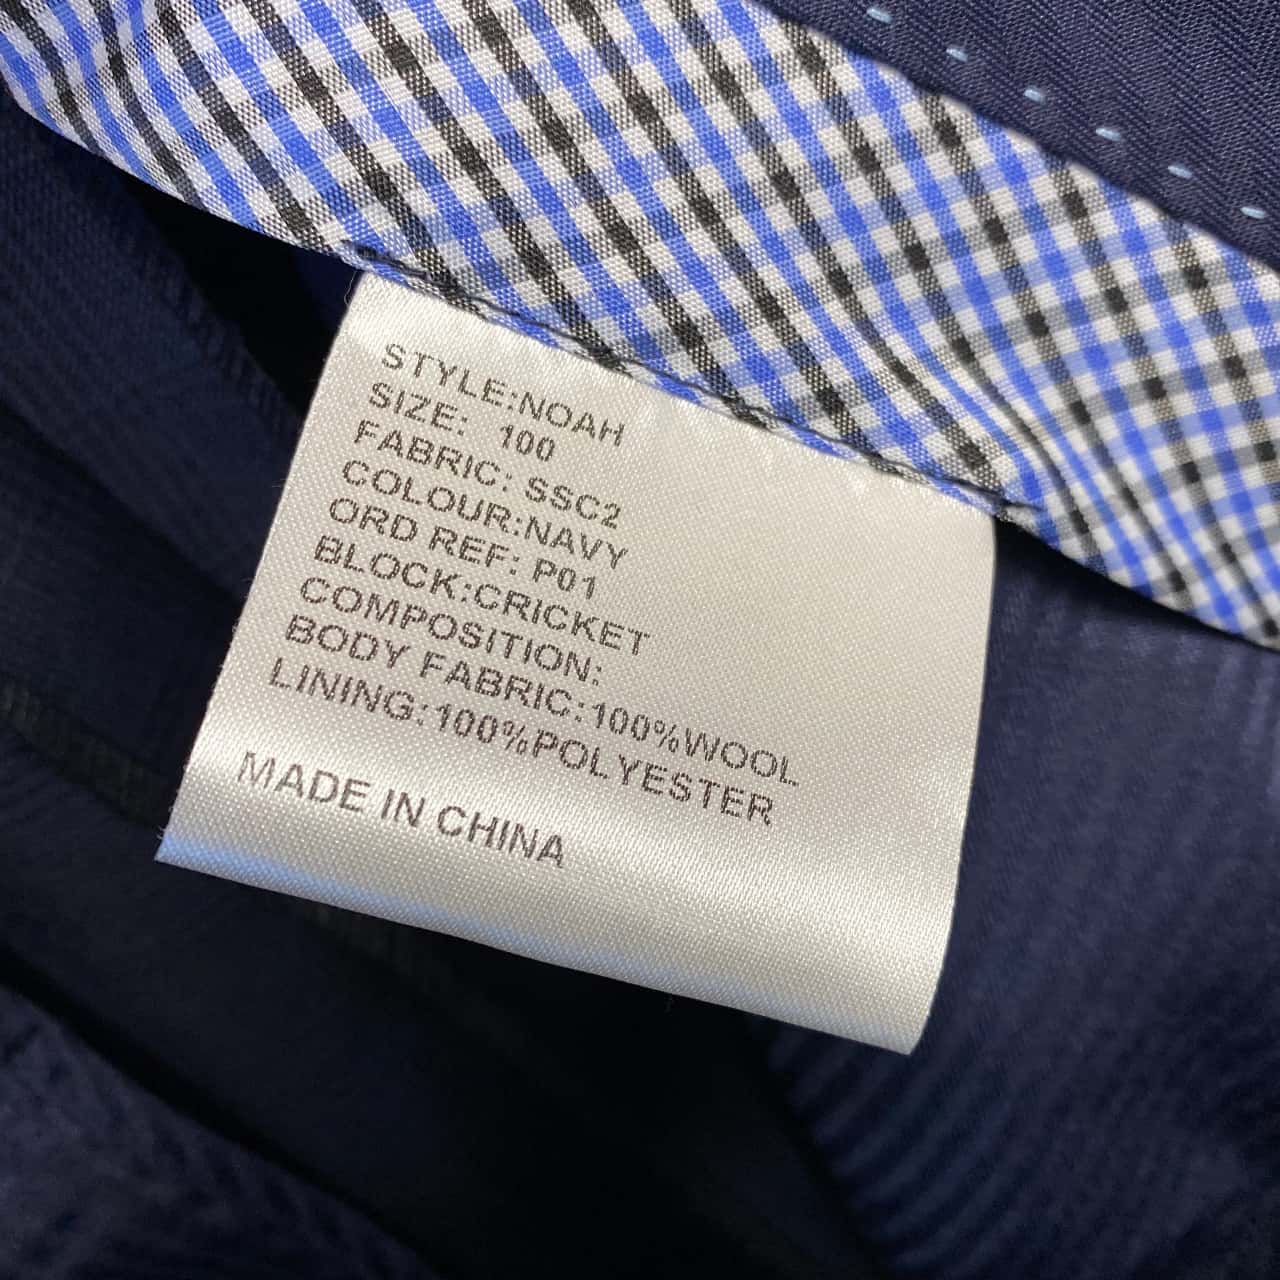 STYLE:NOAH
SIZE: 100
FABRIC: SSC2
COLOUR:NAVY
ORD REF: P01
BLOCK:CRICKET
COMPOSITION:
BODY FABRIC:100%WOOL
LINING:100%POLYESTER
MADE IN CHINA